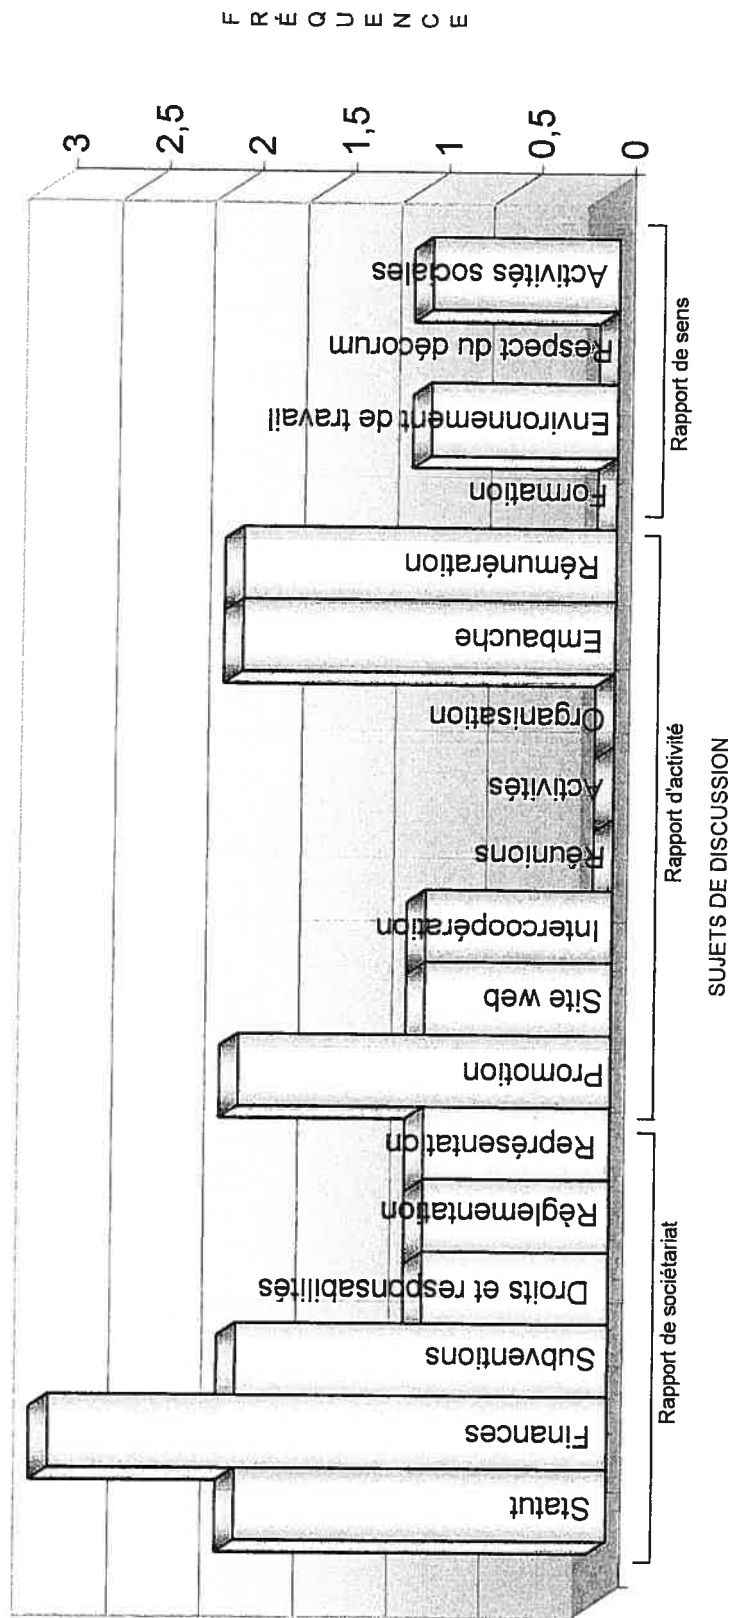 FRÉQUENCE
3
2,5
2
1,5
1
0,5
0
Statut
Finances
Subventions
Droits et responsabilités
Règlementation
Représentation
Promotion
Site web
Intercoopération
Réunions
Activités
Organisation
Embauche
Rémunération
Formation
Environnement de travail
Respect du décorum
Activités sociales
Rapport de sociétariat
Rapport d'activité
Rapport de sens
SUJETS DE DISCUSSION